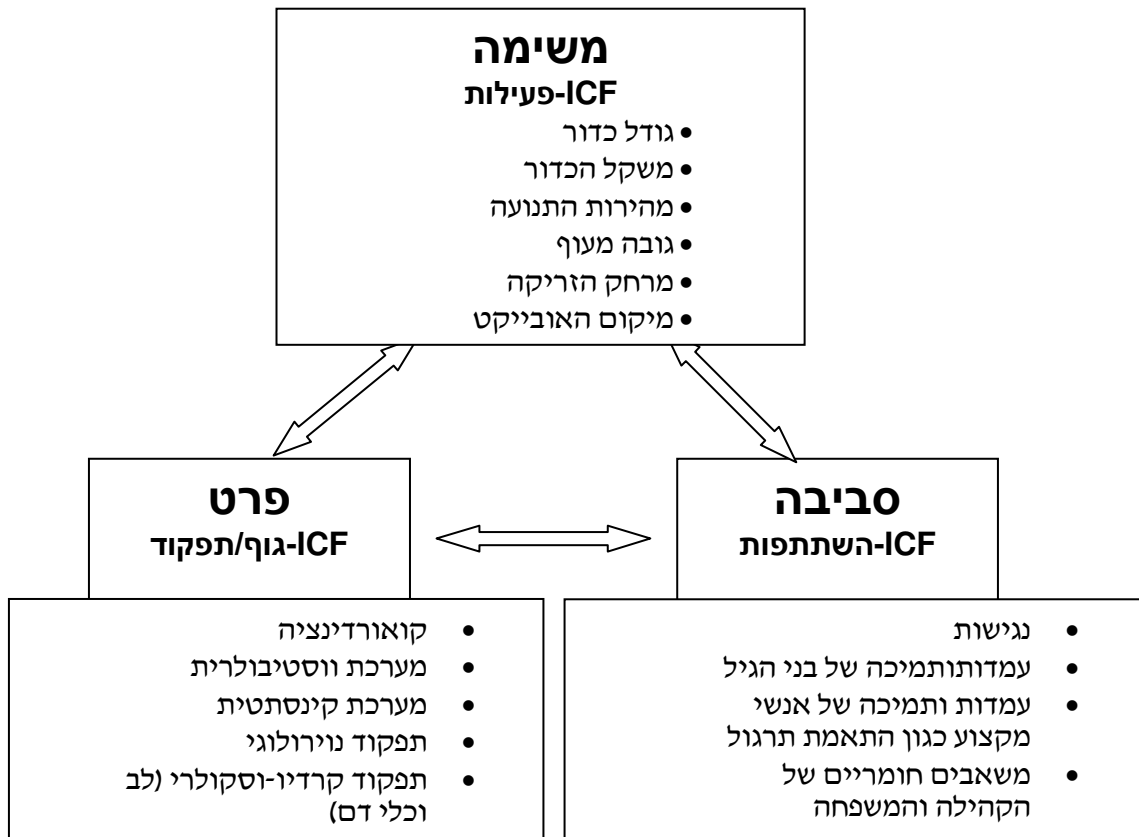 משימה
ICF-פעילות
• גודל כדור
• משקל הכדור
• מהירות התנועה
• גובה מעוף
• מרחק הזריקה
• מיקום האובייקט
סביבה
ICF-השתתפות
• נגישות
• עמדותותמיכה של בני הגיל
• עמדות ותמיכה של אנשי
מקצוע כגון התאמת תרגול
• משאבים חומריים של
הקהילה והמשפחה
פרט
ICF-גוף/תפקוד
• קואורדינציה
• מערכת ווסטיבולרית
• מערכת קינסתטית
• תפקוד נוירולוגי
• תפקוד קרדיו-וסקולרי (לב
וכלי דם)